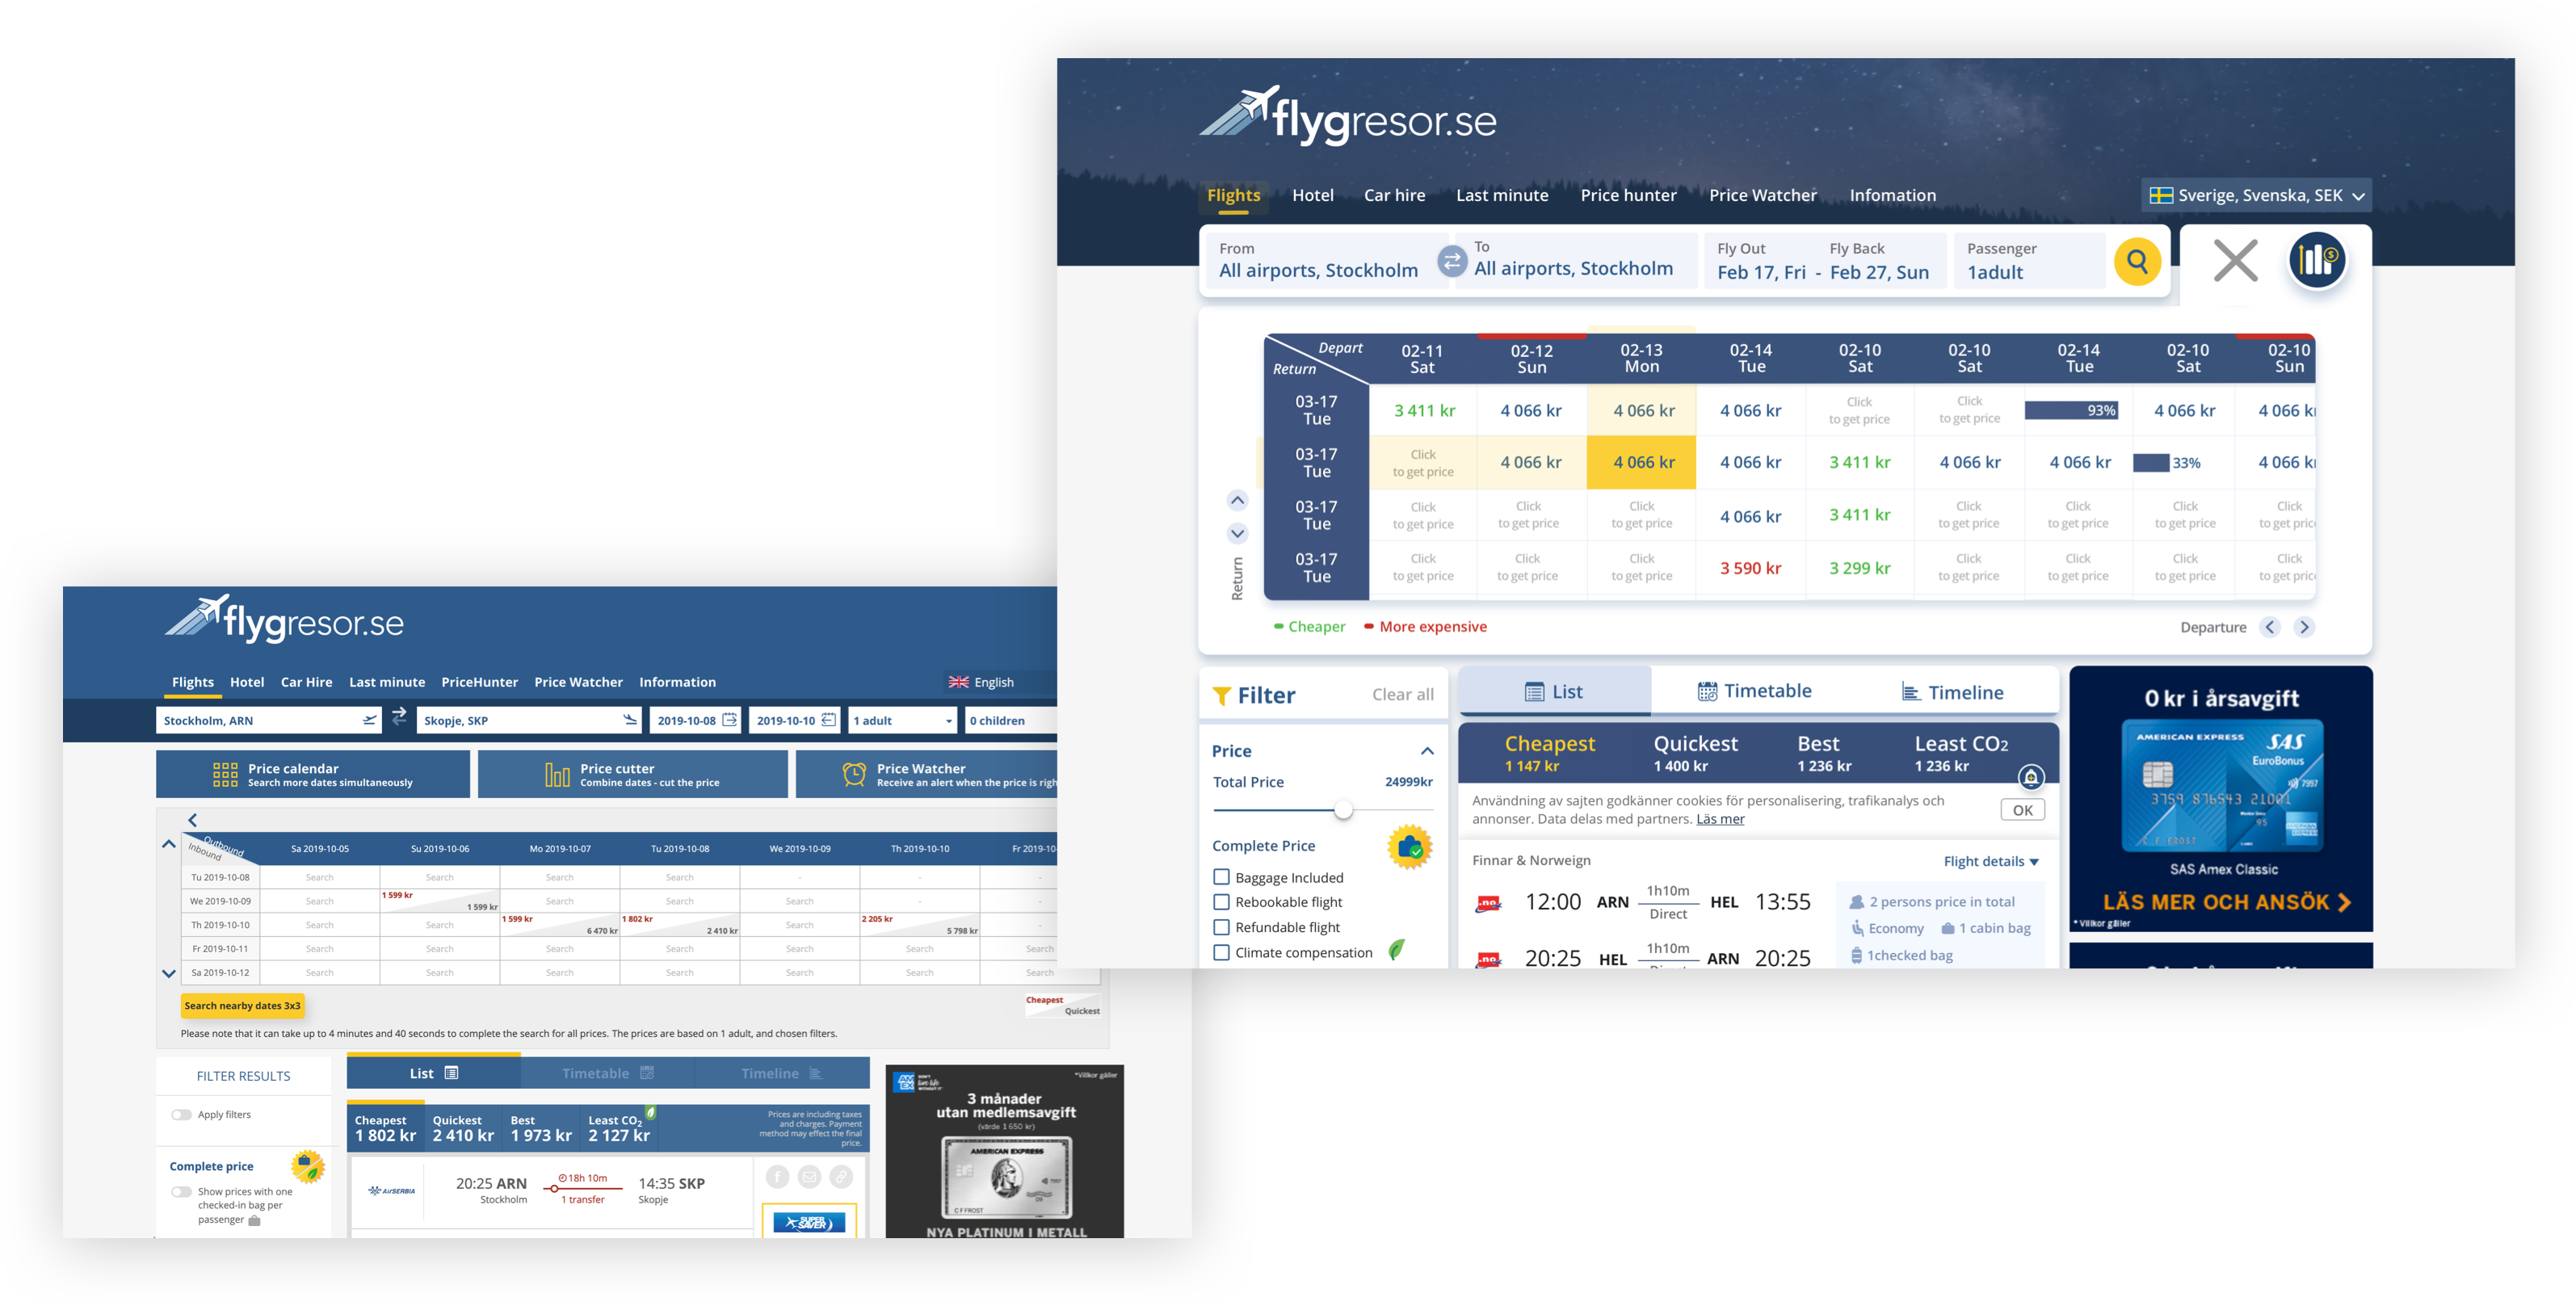 flygresor.se
Flights Hotel Car hire Last minute Price hunter Price Watcher Infomation Sverige, Svenska, SEK
From To Fly Out Fly Back Passenger
All airports, Stockholm All airports, Stockholm Feb 17, Fri - Feb 27, Sun 1adult
Depart 02-11 02-12 02-13 02-14 02-10 02-10 02-14 02-10 02-10
Return Sat Sun Mon Tue Sat Sat Tue Sat Sun
03-17 Tue 3 411 kr 4 066 kr 4 066 kr 4 066 kr Click to get price Click to get price 93% 4 066 kr 4 066 k
03-17 Tue Click to get price 4 066 kr 4 066 kr 4 066 kr 3 411 kr 4 066 kr 4 066 kr 33% 4 066 k
03-17 Tue Click to get price Click to get price Click to get price 4 066 kr 3 411 kr Click to get price Click to get price Click to get price Click to get pric
03-17 Tue Click to get price Click to get price Click to get price 3 590 kr 3 299 kr Click to get price Click to get price Click to get price Click to get pric
Return
Cheaper More expensive Departure
Filter Clear all
Price
Total Price 24999kr
Complete Price
Baggage Included
Rebookable flight
Refundable flight
Climate compensation
List Timetable Timeline
Cheapest Quickest Best Least CO2
1 147 kr 1 400 kr 1 236 kr 1 236 kr
Användning av sajten godkänner cookies för personalisering, trafikanalys och
annonser. Data delas med partners. Läs mer
OK
Finnar & Norweign Flight details
12:00 ARN 1h10m Direct HEL 13:55
20:25 HEL 1h10m ARN 20:25
2 persons price in total
Economy 1 cabin bag
1checked bag
0 kr i årsavgift
AMERICAN EXPRESS SAS
EuroBonus
7997
3759 876543 21001
95
C F FROST
SAS Amex Classic
LÄS MER OCH ANSÖK
* Villkor gäller
flygresor.se
Flights Hotel Car Hire Last minute PriceHunter Price Watcher Information English
Stockholm, ARN Skopje, SKP 2019-10-08 2019-10-10 1 adult 0 children
Price calendar
Search more dates simultaneously
Price cutter
Combine dates - cut the price
Price Watcher
Receive an alert when the price is righ
Outbound
Inbound
Sa 2019-10-05 Su 2019-10-06 Mo 2019-10-07 Tu 2019-10-08 We 2019-10-09 Th 2019-10-10 Fr 2019-10-
Tu 2019-10-08 Search Search Search Search - - -
We 2019-10-09 Search 1 599 kr 1 599 kr Search Search Search - -
Th 2019-10-10 Search Search 1 599 kr 6 470 kr 1 802 kr 2 410 kr Search 2 205 kr 5 798 kr -
Fr 2019-10-11 Search Search Search Search Search Search Search
Sa 2019-10-12 Search Search Search Search Search Search Search
Search nearby dates 3x3
Cheapest
Quickest
Please note that it can take up to 4 minutes and 40 seconds to complete the search for all prices. The prices are based on 1 adult, and chosen filters.
FILTER RESULTS
Apply filters
Complete price
Show prices with one
checked-in bag per
passenger
List Timetable Timeline
Cheapest Quickest Best Least CO2
1 802 kr 2 410 kr 1 973 kr 2 127 kr
Prices are including taxes
and charges. Payment
method may effect the final
price.
AirSERBIA
20:25 ARN 18h 10m 14:35 SKP
Stockholm 1 transfer Skopje
SUPER
SAVER
*Villkor gäller
3 månader
utan medlemsavgift
(värde 1 650 kr)
AMERICAN EXPRESS
C F FROST
NYA PLATINUM I METALL